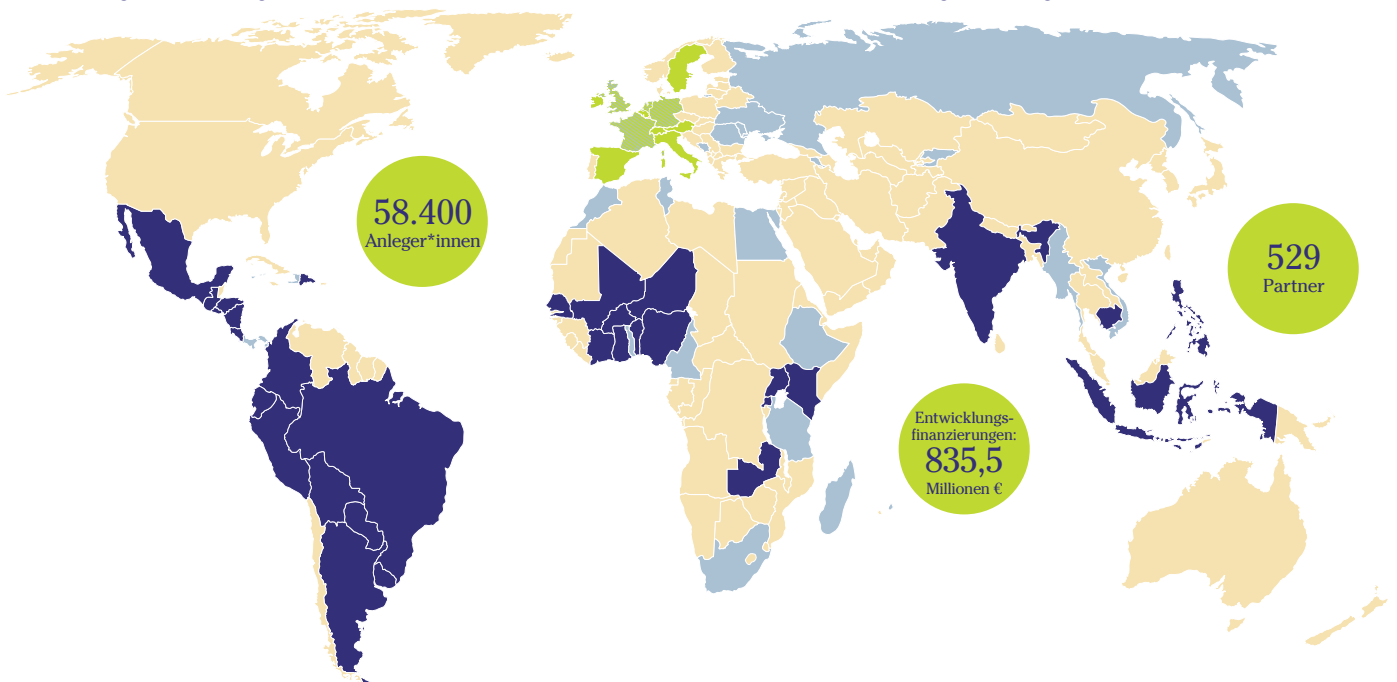 58.400
Anleger*innen
529
Partner
Entwicklungs-
finanzierungen:
835,5
Millionen €